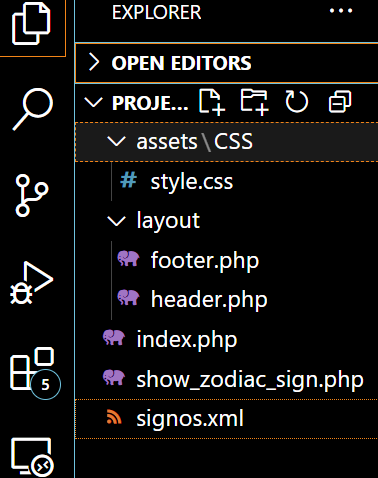 EXPLORER ...
OPEN EDITORS
PROJE...
assets\CSS
# style.css
layout
footer.php
header.php
index.php
show_zodiac_sign.php
signos.xml
5